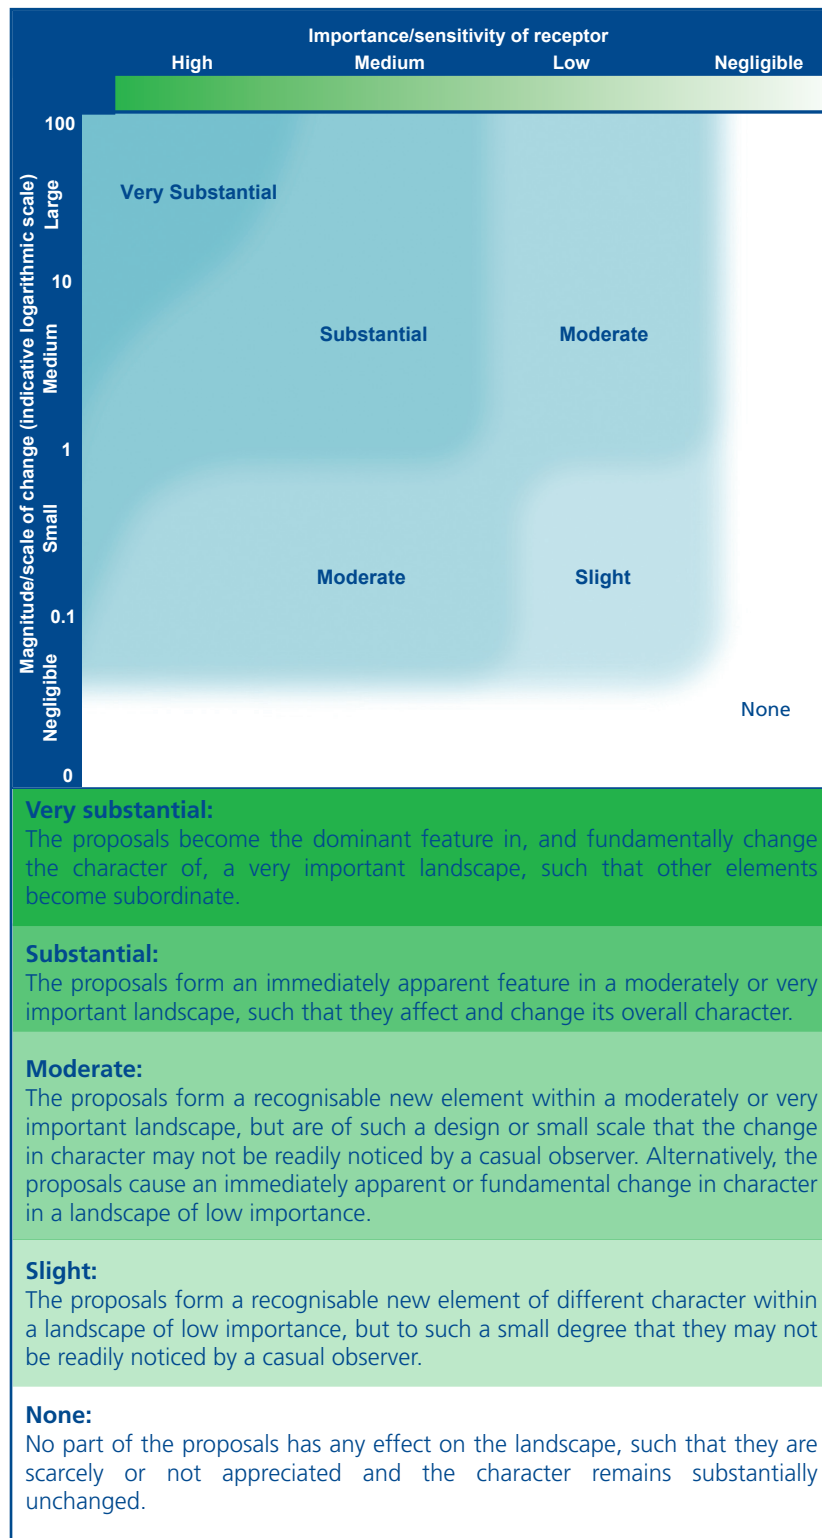 Importance/sensitivity of receptor
High Medium Low Negligible
Magnitude/scale of change (indicative logarithmic scale)
100
Large
10
Medium
1
Small
0.1
Negligible
0
Very Substantial
Substantial
Moderate
Moderate
Slight
None
Very substantial:
The proposals become the dominant feature in, and fundamentally change
the character of, a very important landscape, such that other elements
become subordinate.
Substantial:
The proposals form an immediately apparent feature in a moderately or very
important landscape, such that they affect and change its overall character.
Moderate:
The proposals form a recognisable new element within a moderately or very
important landscape, but are of such a design or small scale that the change
in character may not be readily noticed by a casual observer. Alternatively, the
proposals cause an immediately apparent or fundamental change in character
in a landscape of low importance.
Slight:
The proposals form a recognisable new element of different character within
a landscape of low importance, but to such a small degree that they may not
be readily noticed by a casual observer.
None:
No part of the proposals has any effect on the landscape, such that they are
scarcely or not appreciated and the character remains substantially
unchanged.